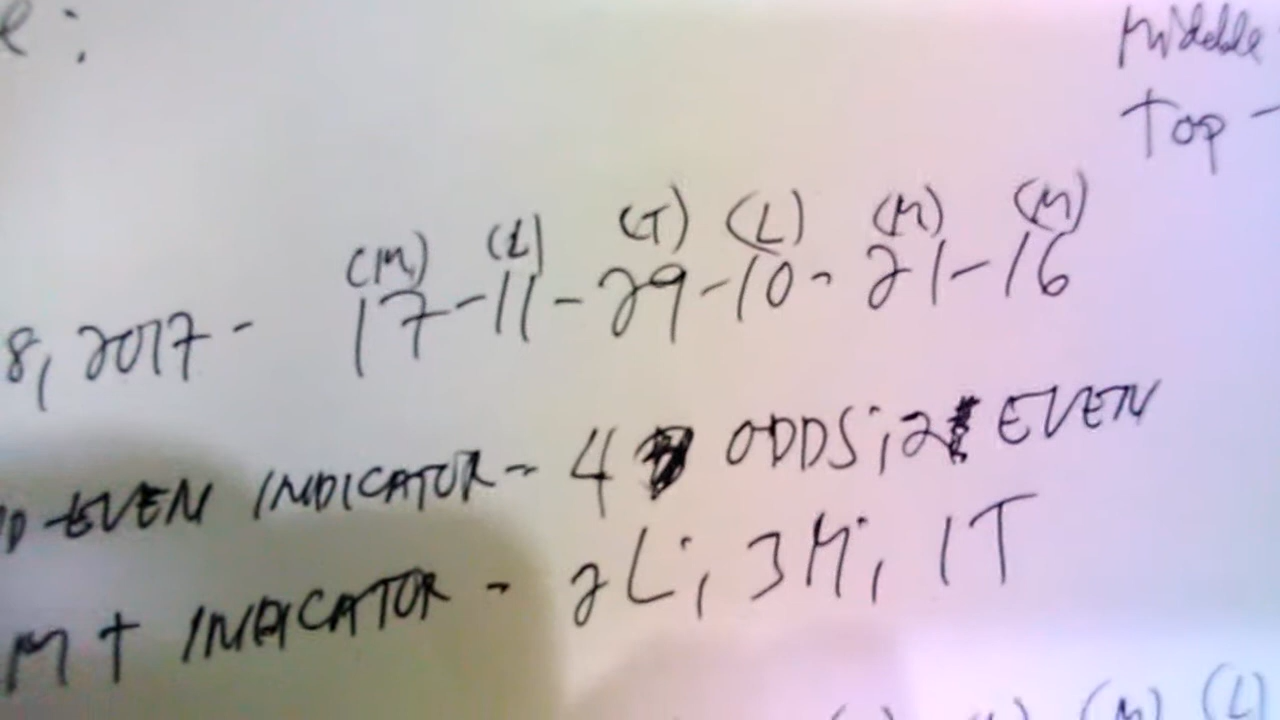 e:
Middle
Top -
(M) (L) (T) (L) (M) (M)
8, 2017 - 17-11-29-10-21-16
D-EVEN INDICATOR - 4 ODDS; 2 EVEN
MT INDICATOR - 2L; 3M; 1T
(M) (L)